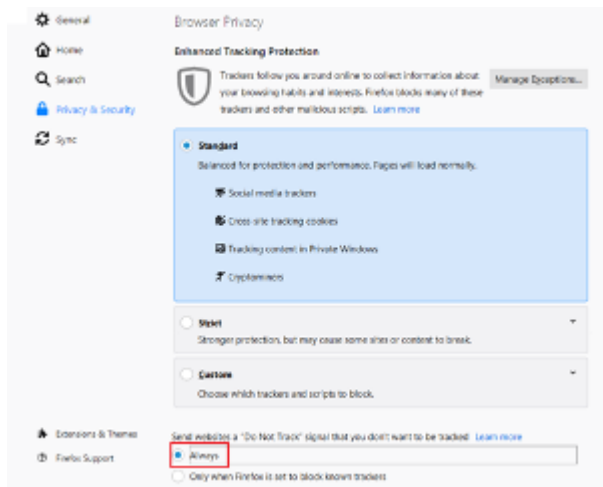 General
Home
Search
Privacy & Security
Sync
Browser Privacy
Enhanced Tracking Protection
Trackers follow you around online to collect information about
your browsing habits and interests. Firefox blocks many of these
trackers and other malicious scripts. Learn more
Manage Exceptions...
Standard
Balanced for protection and performance. Pages will load normally.
Social media trackers
Cross-site tracking cookies
Tracking content in Private Windows
Cryptominers
Strict
Stronger protection, but may cause some sites or content to break.
Custom
Choose which trackers and scripts to block.
Extensions & Themes
Firefox Support
Send websites a "Do Not Track" signal that you don't want to be tracked Learn more
Always
Only when Firefox is set to block known trackers